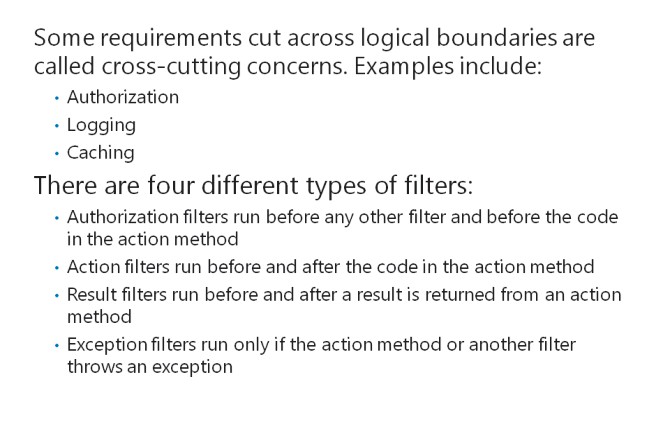 Some requirements cut across logical boundaries are
called cross-cutting concerns. Examples include:
• Authorization
• Logging
• Caching
There are four different types of filters:
• Authorization filters run before any other filter and before the code
in the action method
• Action filters run before and after the code in the action method
• Result filters run before and after a result is returned from an action
method
• Exception filters run only if the action method or another filter
throws an exception